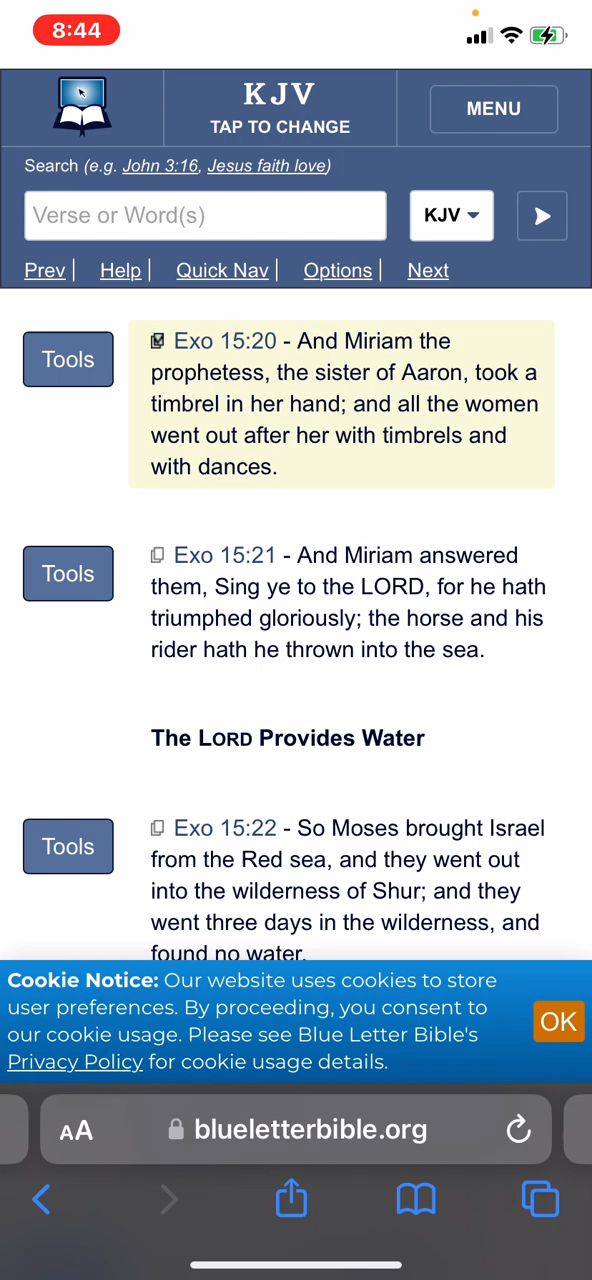 8:44
KJV
TAP TO CHANGE
MENU
Search (e.g. John 3:16, Jesus faith love)
Verse or Word(s)
KJV
Prev | Help | Quick Nav | Options | Next
Tools
Exo 15:20 - And Miriam the
prophetess, the sister of Aaron, took a
timbrel in her hand; and all the women
went out after her with timbrels and
with dances.
Tools
Exo 15:21 - And Miriam answered
them, Sing ye to the LORD, for he hath
triumphed gloriously; the horse and his
rider hath he thrown into the sea.
The LORD Provides Water
Tools
Exo 15:22 - So Moses brought Israel
from the Red sea, and they went out
into the wilderness of Shur; and they
went three days in the wilderness, and
found no water.
Cookie Notice: Our website uses cookies to store
user preferences. By proceeding, you consent to
our cookie usage. Please see Blue Letter Bible's
Privacy Policy for cookie usage details.
OK
AA
blueletterbible.org